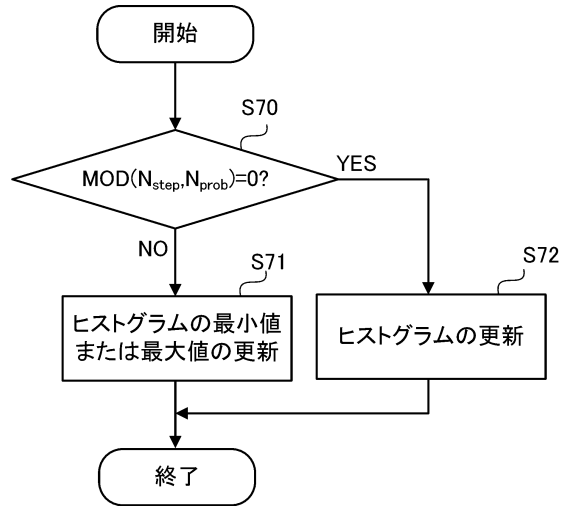 開始
S70
MOD(Nstep,Nprob)=0?
YES
NO
S71
S72
ヒストグラムの最小値
または最大値の更新
ヒストグラムの更新
終了